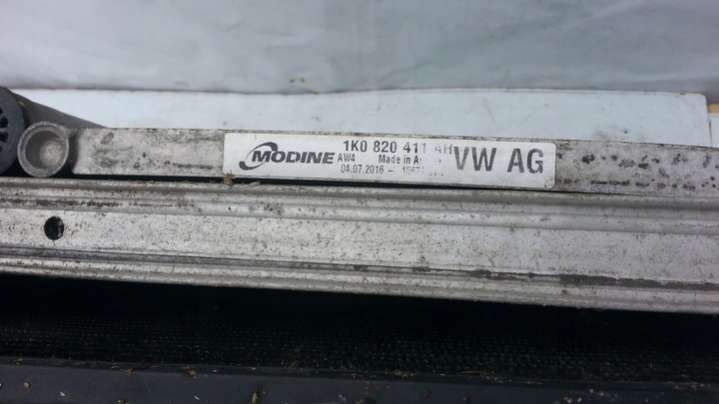 MODINE 1K0 820 411 AH VW AG
AW4 Made in
04.07.2016 –